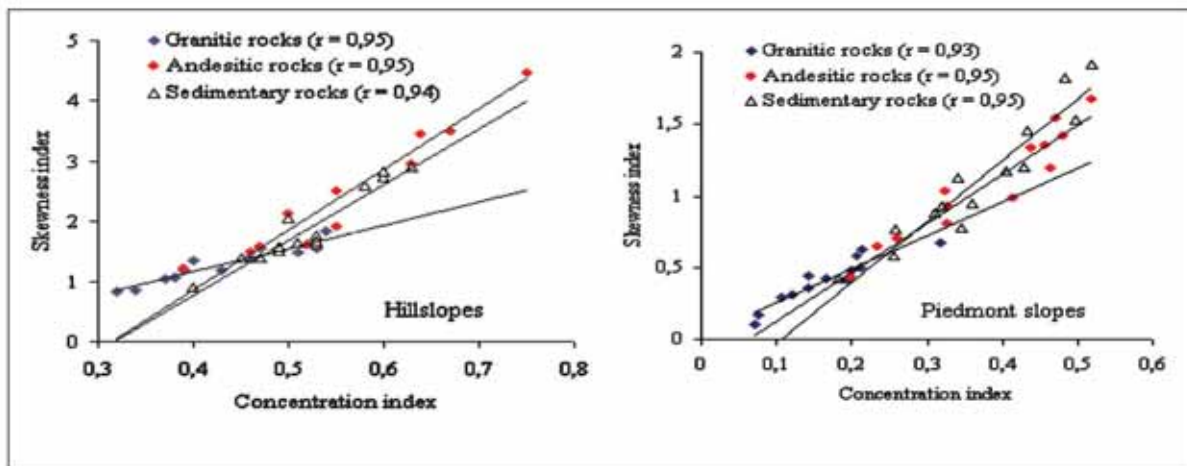 Granitic rocks (r = 0,95)
Andesitic rocks (r = 0,95)
Sedimentary rocks (r = 0,94)
Skewness index
5
4
3
2
1
0
0,3 0,4 0,5 0,6 0,7 0,8
Hillslopes
Concentration index
Granitic rocks (r = 0,93)
Andesitic rocks (r = 0,95)
Sedimentary rocks (r = 0,95)
Skewness index
2
1,5
1
0,5
0
0 0,1 0,2 0,3 0,4 0,5 0,6
Piedmont slopes
Concentration index